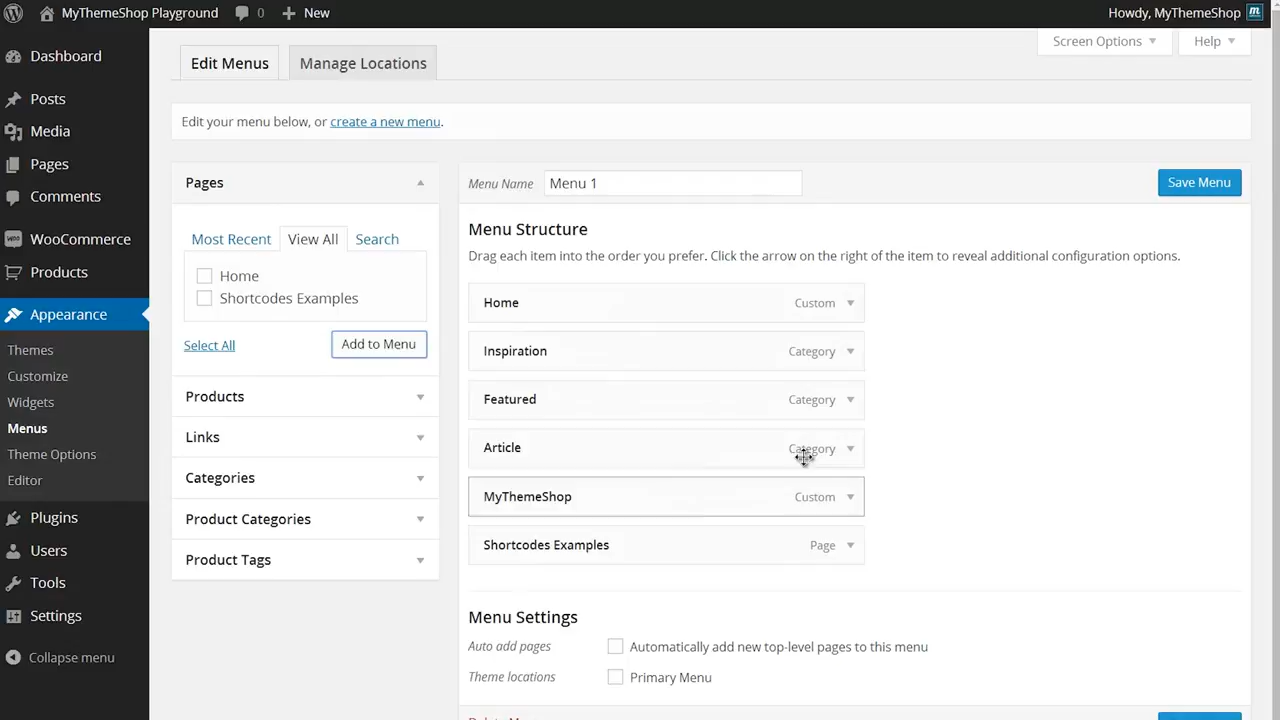 MyThemeShop Playground 0 New Howdy, MyThemeShop m
Screen Options Help
Edit Menus Manage Locations
Edit your menu below, or create a new menu.
Dashboard
Posts
Media
Pages
Comments
WooCommerce
Products
Appearance
Themes
Customize
Widgets
Menus
Theme Options
Editor
Plugins
Users
Tools
Settings
Collapse menu
Pages
Most Recent View All Search
Home
Shortcodes Examples
Select All Add to Menu
Products
Links
Categories
Product Categories
Product Tags
Menu Name Menu 1 Save Menu
Menu Structure
Drag each item into the order you prefer. Click the arrow on the right of the item to reveal additional configuration options.
Home Custom
Inspiration Category
Featured Category
Article Category
MyThemeShop Custom
Shortcodes Examples Page
Menu Settings
Auto add pages Automatically add new top-level pages to this menu
Theme locations Primary Menu